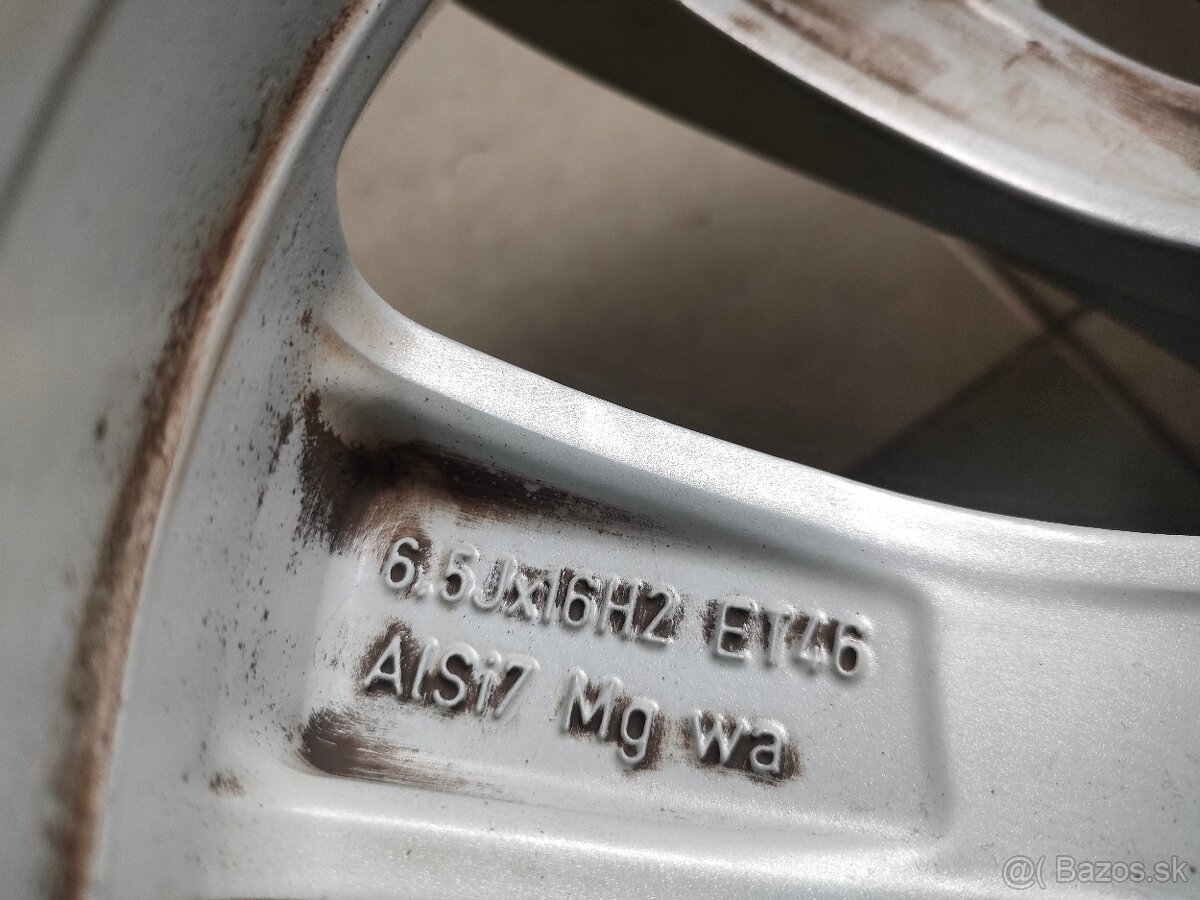 6.5Jx16H2 ET46
AlSi7 Mg wa
@( Bazos.sk